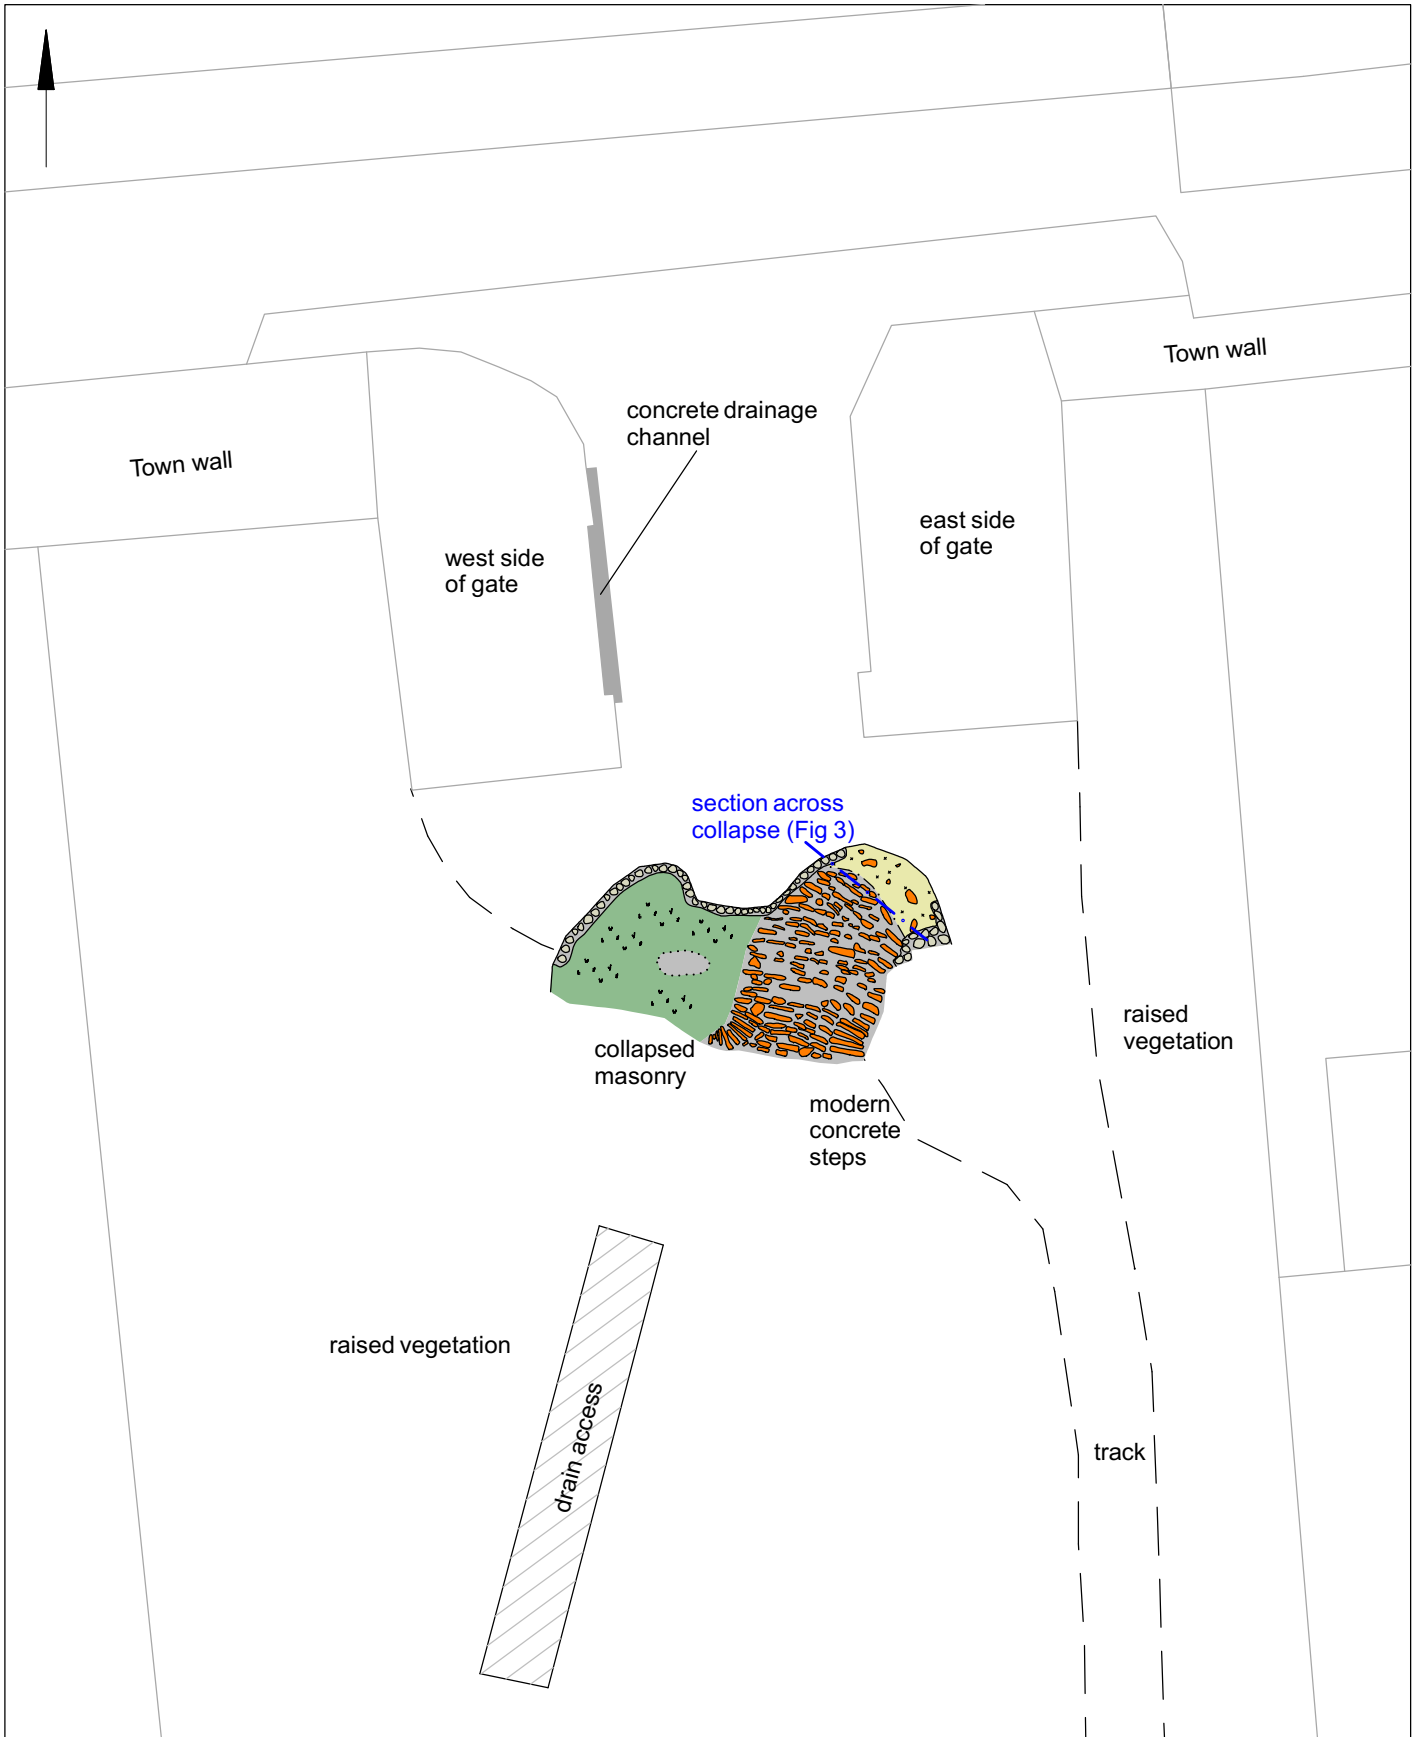 Town wall
concrete drainage
channel
Town wall
east side
of gate
west side
of gate
section across
collapse (Fig 3)
raised
vegetation
collapsed
masonry
modern
concrete
steps
raised vegetation
drain access
track